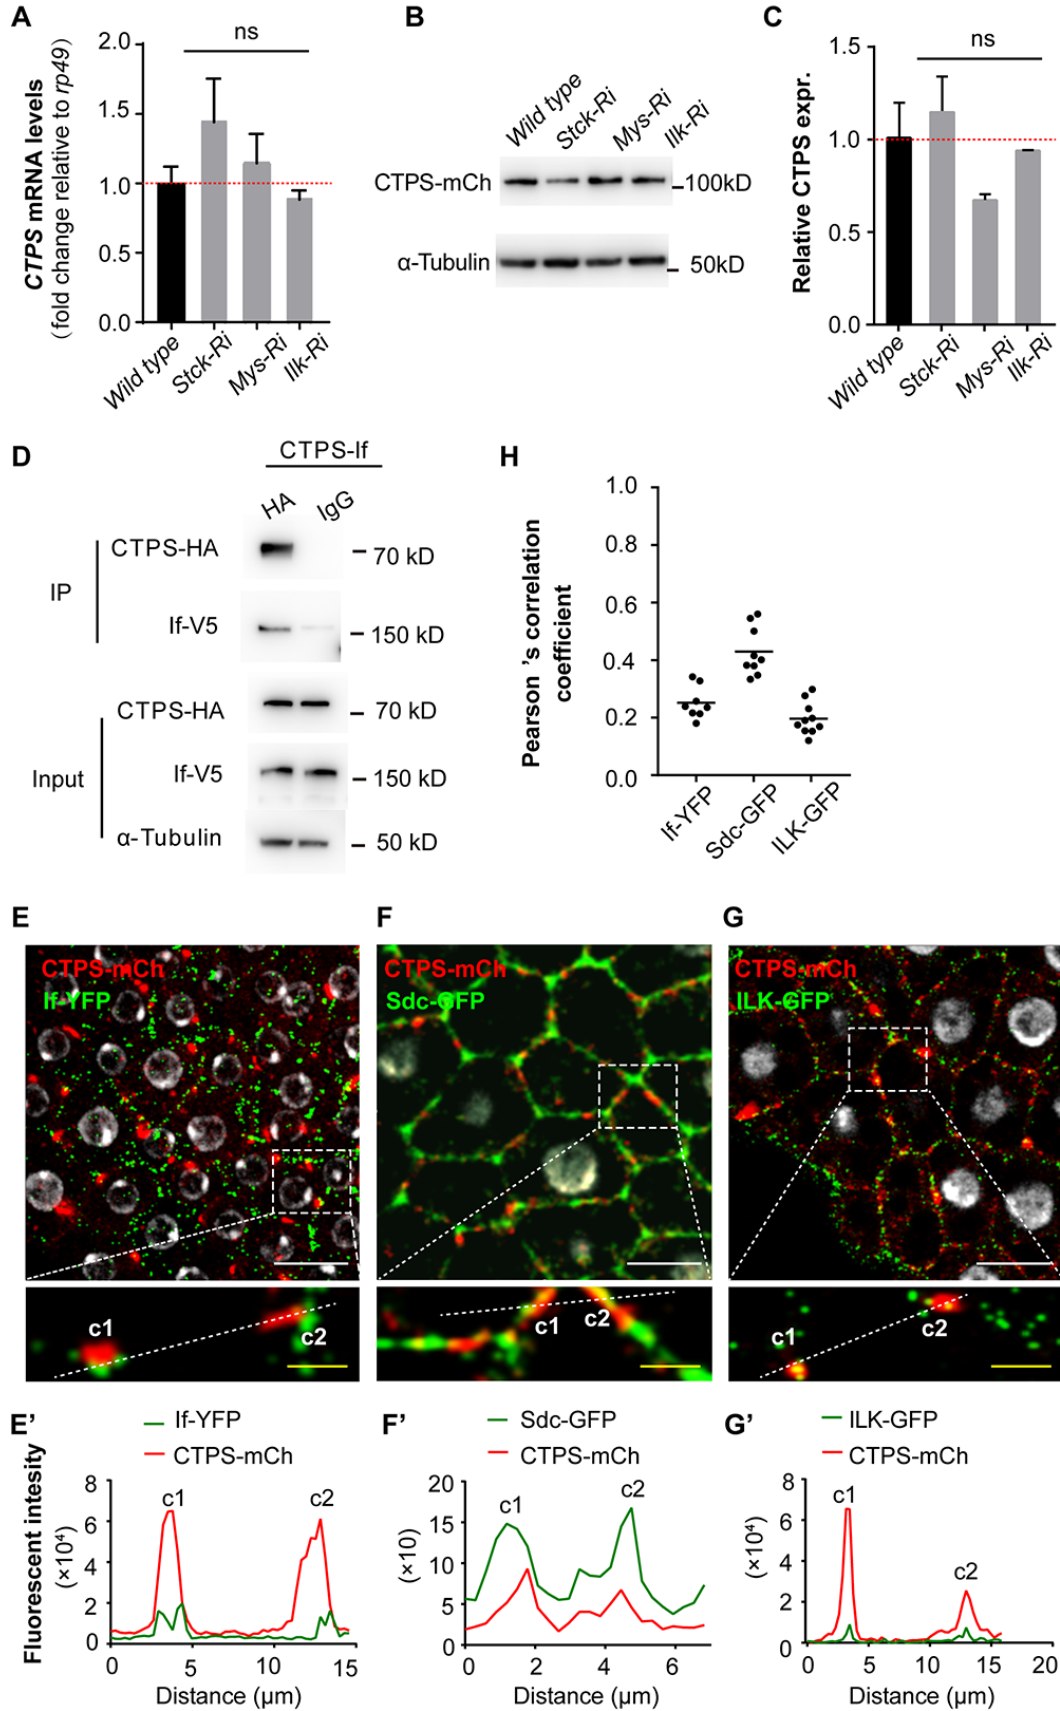 A
CTPS mRNA levels
(fold change relative to rp49)
2.0
1.5
1.0
0.5
0.0
ns
Wild type
Stck-Ri
Mys-Ri
Ilk-Ri
B
Wild type
Stck-Ri
Mys-Ri
Ilk-Ri
CTPS-mCh
100kD
α-Tubulin
50kD
C
Relative CTPS expr.
1.5
1.0
0.5
0.0
ns
Wild type
Stck-Ri
Mys-Ri
Ilk-Ri
D
CTPS-If
HA
IgG
IP
CTPS-HA
70 kD
If-V5
150 kD
Input
CTPS-HA
70 kD
If-V5
150 kD
α-Tubulin
50 kD
H
Pearson 's correlation
coefficient
1.0
0.8
0.6
0.4
0.2
0.0
If-YFP
Sdc-GFP
ILK-GFP
E
CTPS-mCh
If-YFP
c1
c2
F
CTPS-mCh
Sdc-GFP
c1
c2
G
CTPS-mCh
ILK-GFP
c1
c2
E'
If-YFP
CTPS-mCh
Fluorescent intesity
(×10⁴)
8
6
4
2
0
c1
c2
0
5
10
15
Distance (μm)
F'
Sdc-GFP
CTPS-mCh
(×10)
20
15
10
5
0
c1
c2
0
2
4
6
Distance (μm)
G'
ILK-GFP
CTPS-mCh
(×10⁴)
8
6
4
2
0
c1
c2
0
5
10
15
20
Distance (μm)